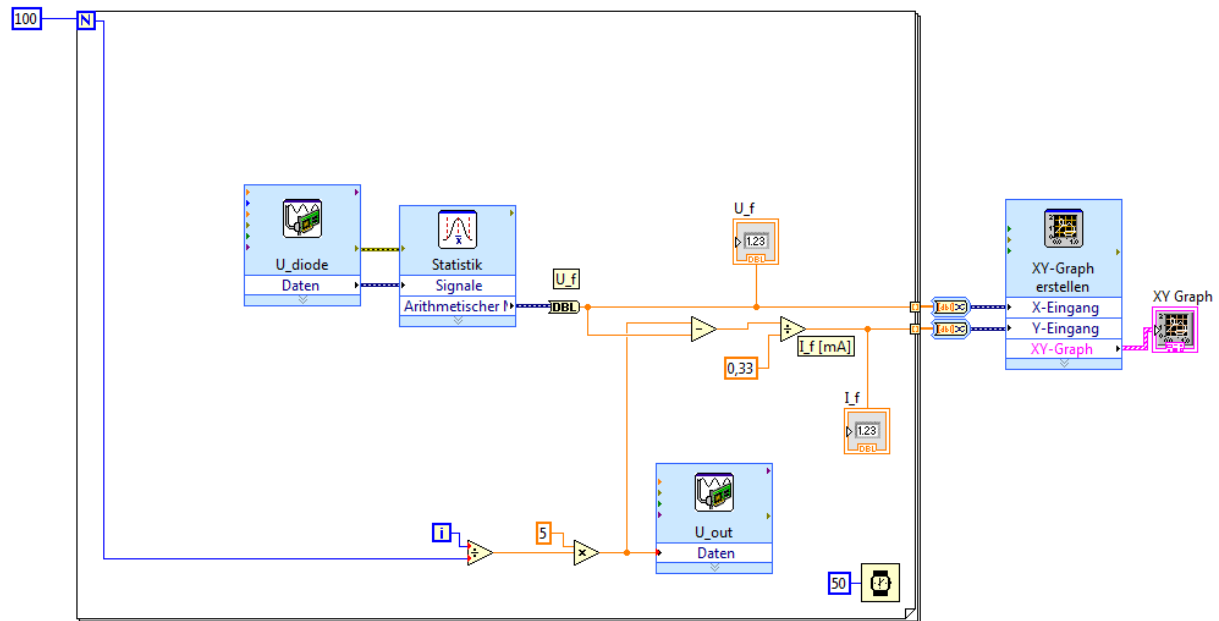 100
N
U_diode
Daten
Statistik
Signale
Arithmetischer M
U_f
DBL
U_f
1.23
DBL
0,33
I_f [mA]
I_f
1.23
DBL
XY-Graph
erstellen
X-Eingang
Y-Eingang
XY-Graph
XY Graph
i
5
U_out
Daten
50